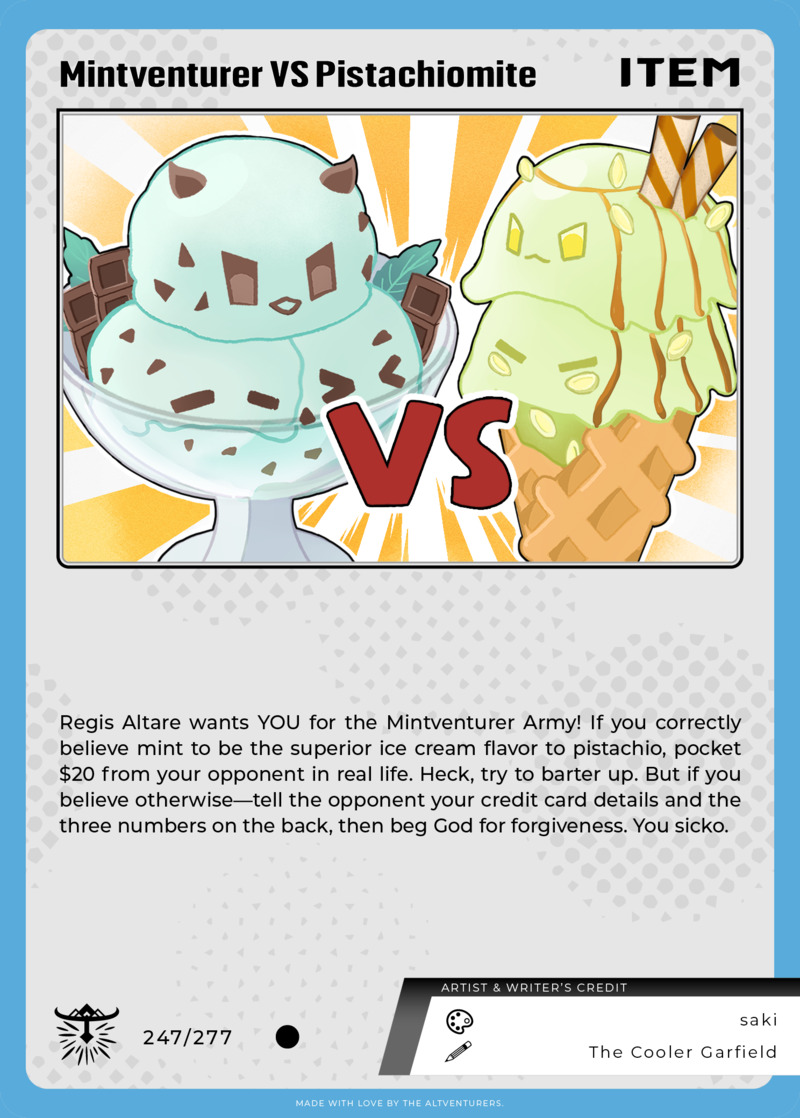 Mintventurer VS Pistachiomite
ITEM
VS
Regis Altare wants YOU for the Mintventurer Army! If you correctly
believe mint to be the superior ice cream flavor to pistachio, pocket
$20 from your opponent in real life. Heck, try to barter up. But if you
believe otherwise—tell the opponent your credit card details and the
three numbers on the back, then beg God for forgiveness. You sicko.
ARTIST & WRITER'S CREDIT
saki
The Cooler Garfield
247/277
MADE WITH LOVE BY THE ALTVENTURERS.